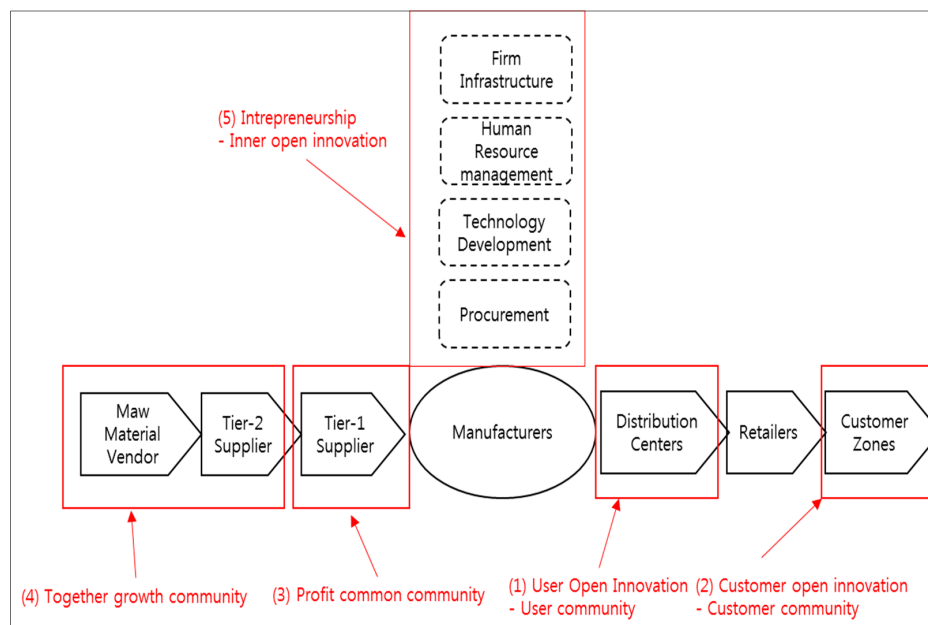 Firm
Infrastructure
(5) Intrepreneurship
- Inner open innovation
Human
Resource
management
Technology
Development
Procurement
Maw
Material
Vendor
Tier-2
Supplier
Tier-1
Supplier
Manufacturers
Distribution
Centers
Retailers
Customer
Zones
(4) Together growth community
(3) Profit common community
(1) User Open Innovation
- User community
(2) Customer open innovation
- Customer community